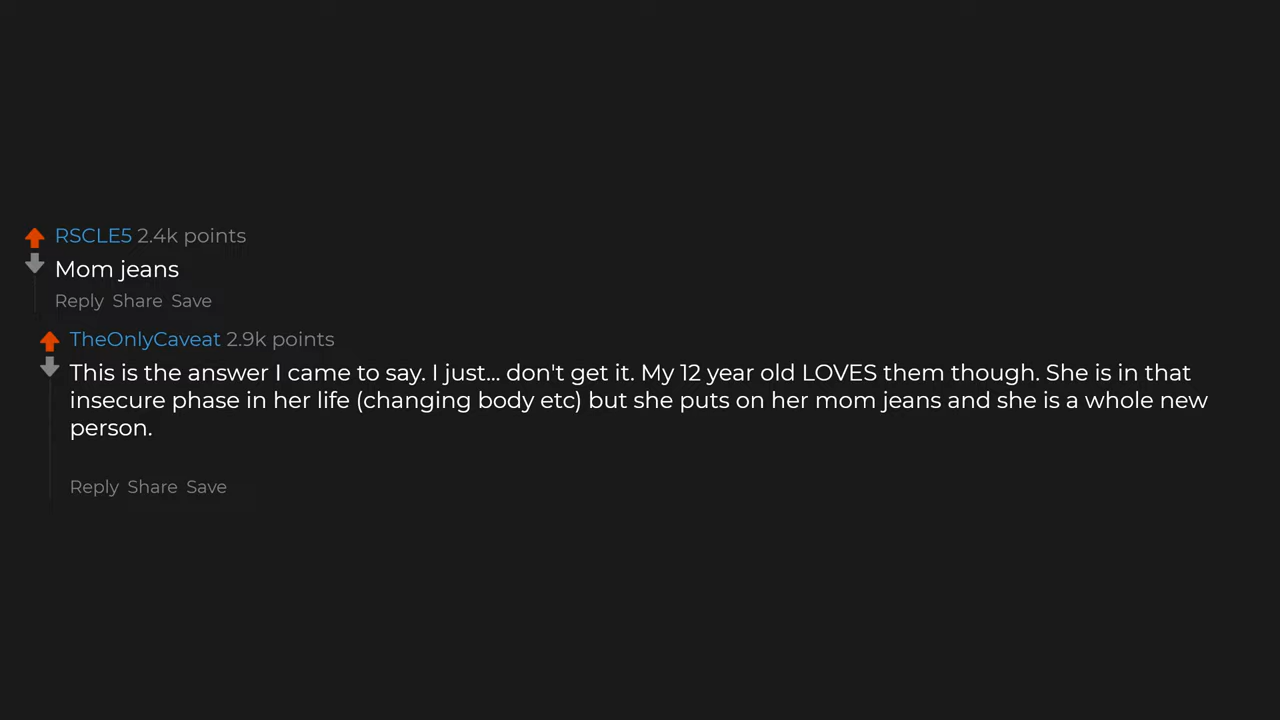 RSCLE5 2.4k points
Mom jeans
Reply Share Save
TheOnlyCaveat 2.9k points
This is the answer I came to say. I just... don't get it. My 12 year old LOVES them though. She is in that
insecure phase in her life (changing body etc) but she puts on her mom jeans and she is a whole new
person.
Reply Share Save